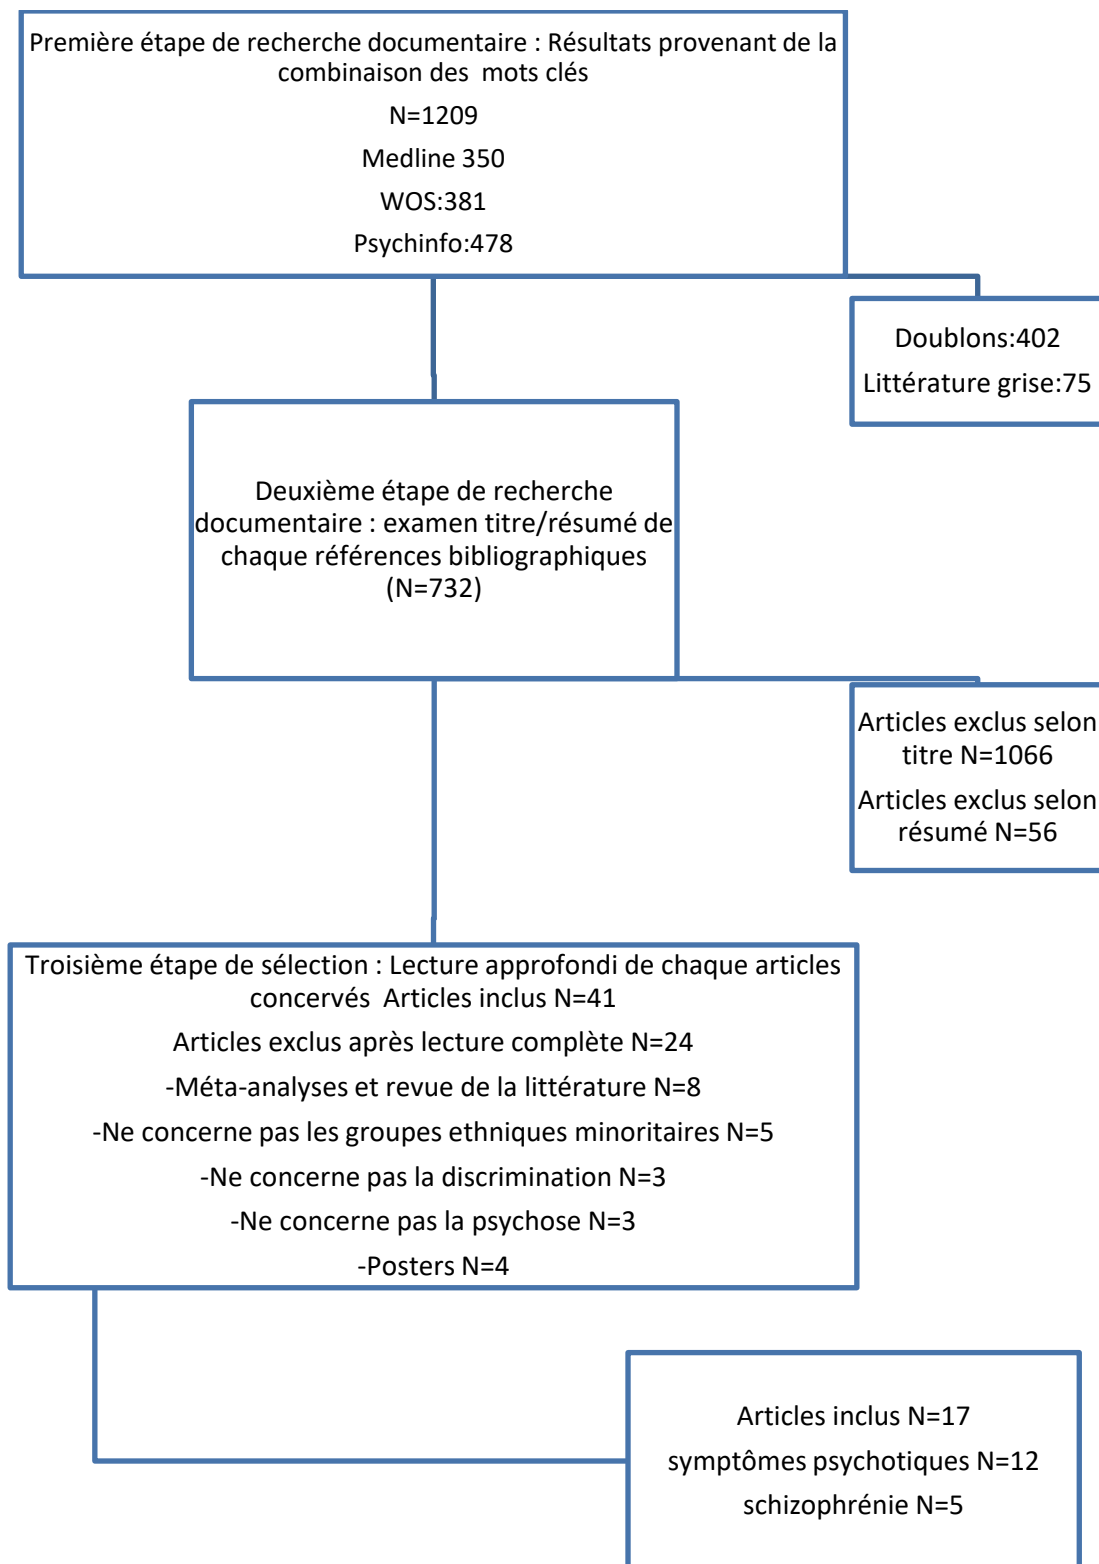 Première étape de recherche documentaire : Résultats provenant de la
combinaison des mots clés
N=1209
Medline 350
WOS:381
Psychinfo:478
Doublons:402
Littérature grise:75
Deuxième étape de recherche
documentaire : examen titre/résumé de
chaque références bibliographiques
(N=732)
Articles exclus selon
titre N=1066
Articles exclus selon
résumé N=56
Troisième étape de sélection : Lecture approfondi de chaque articles
concervés Articles inclus N=41
Articles exclus après lecture complète N=24
-Méta-analyses et revue de la littérature N=8
-Ne concerne pas les groupes ethniques minoritaires N=5
-Ne concerne pas la discrimination N=3
-Ne concerne pas la psychose N=3
-Posters N=4
Articles inclus N=17
symptômes psychotiques N=12
schizophrénie N=5